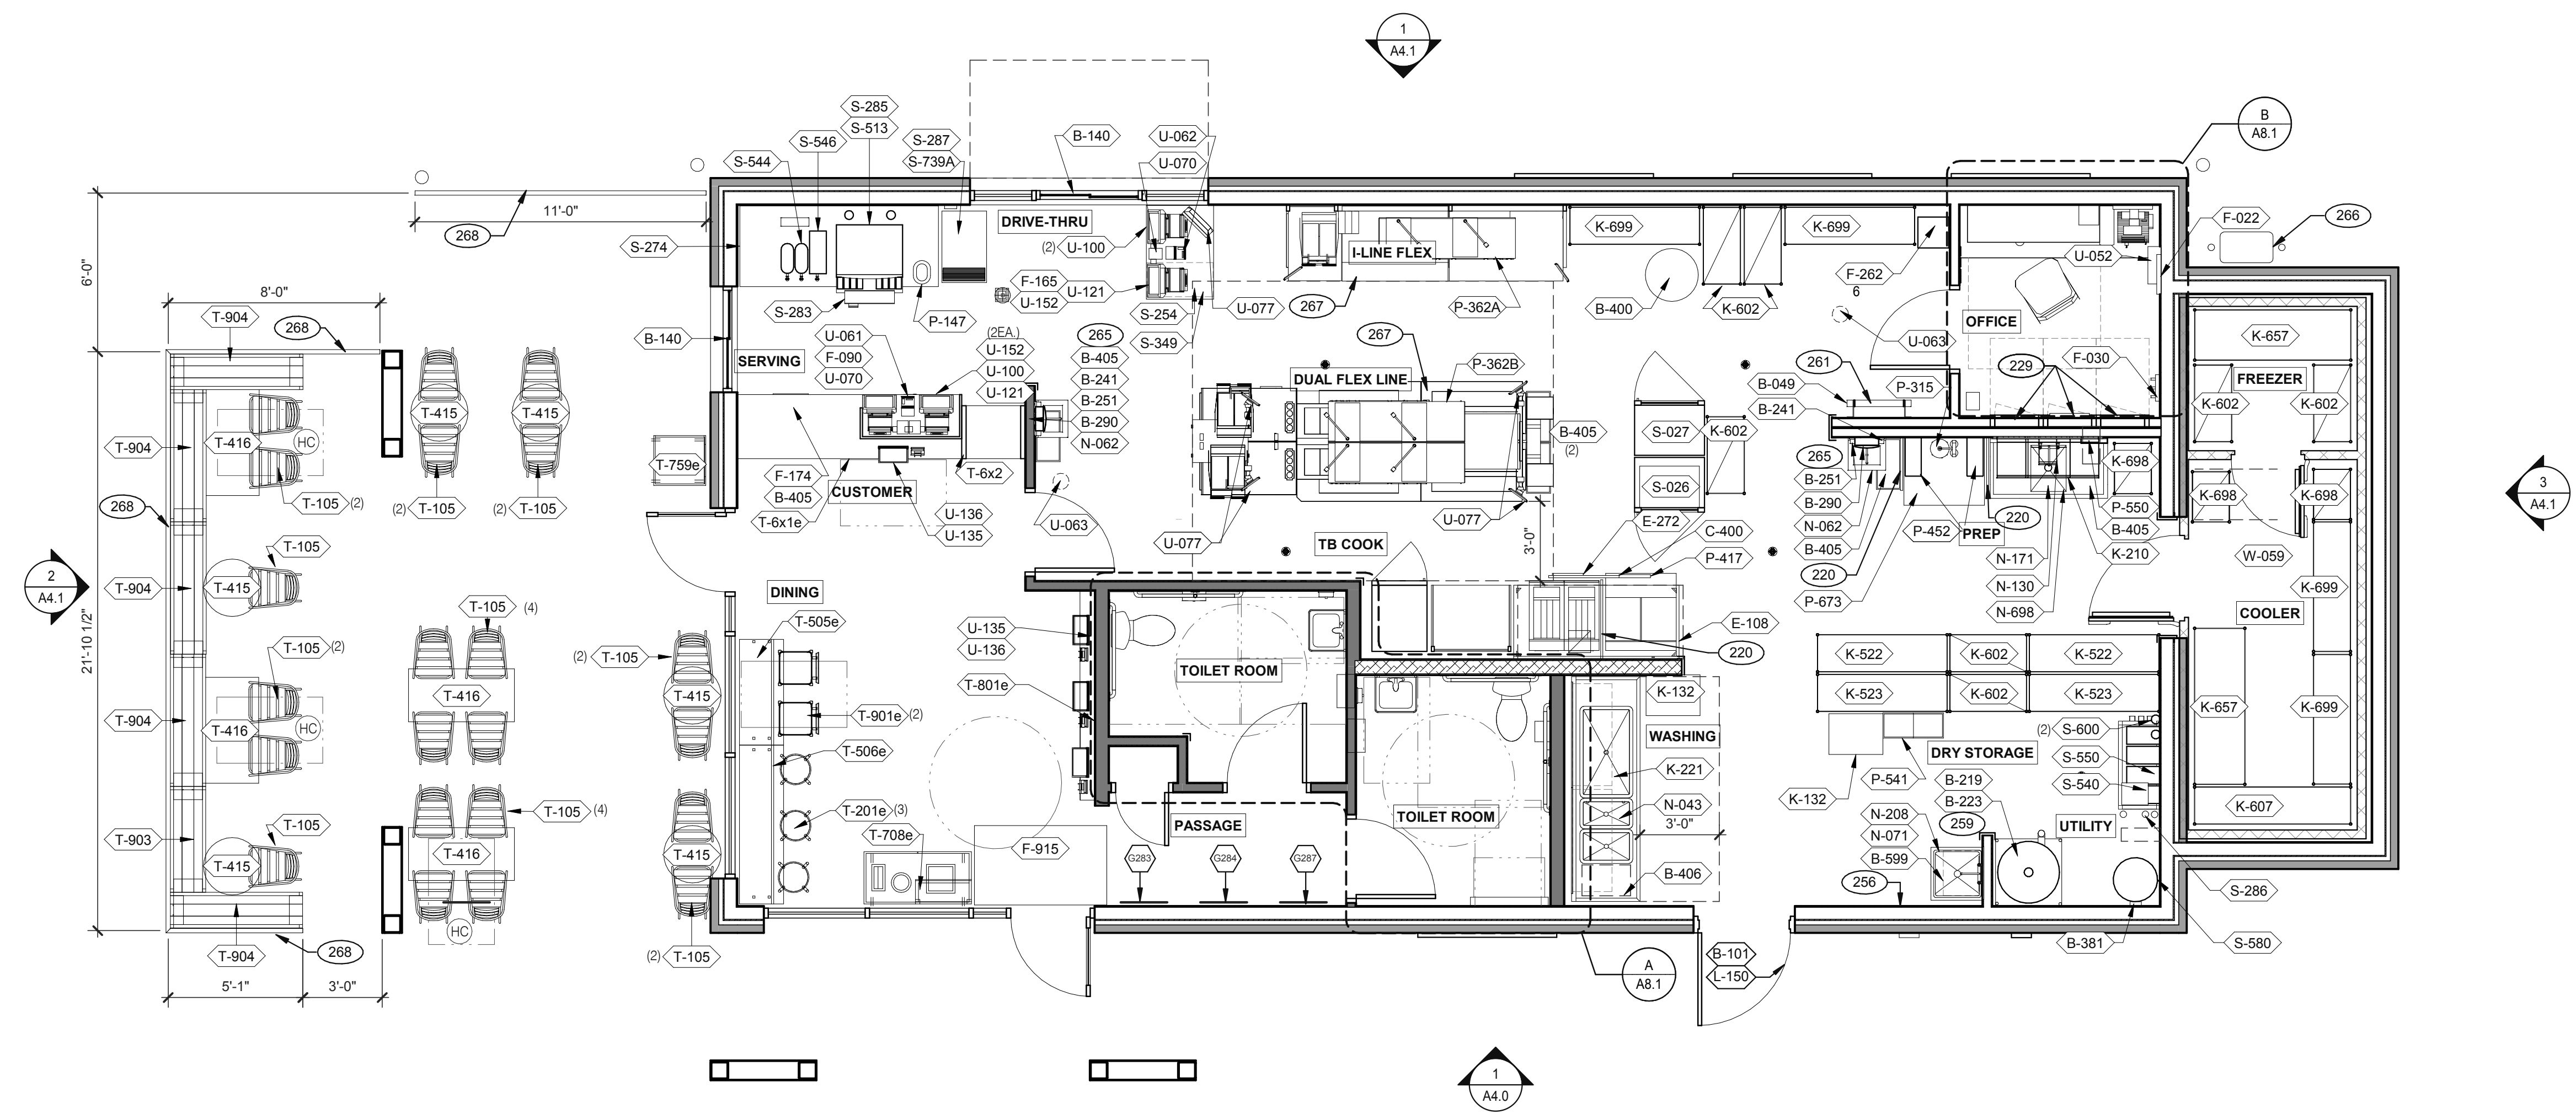 1
A4.1
B
A8.1
S-285
S-513
S-546
S-287
S-739A
S-544
B-140
U-062
U-070
11'-0"
268
S-274
DRIVE-THRU
(2) U-100
I-LINE FLEX
K-699
K-699
F-022
266
U-052
F-262
6
6'-0"
8'-0"
F-165
U-152
U-121
S-283
P-147
S-254
U-077
267
P-362A
B-400
K-602
T-904
268
B-140
SERVING
U-061
F-090
U-070
(2EA.)
U-152
U-100
U-121
265
B-405
B-241
B-251
B-290
N-062
S-349
267
P-362B
DUAL FLEX LINE
OFFICE
U-063
F-030
229
261
B-049
P-315
B-241
K-657
FREEZER
K-602
K-602
T-415
T-415
T-904
T-416
HC
T-105 (2)
(2) T-105
(2) T-105
T-759e
F-174
B-405
CUSTOMER
T-6x2
T-6x1e
U-136
U-135
U-063
U-077
U-077
B-405
(2)
S-027
K-602
S-026
265
B-251
B-290
N-062
B-405
220
P-673
P-452
PREP
220
K-698
P-550
B-405
K-210
N-171
N-130
N-698
K-698
K-698
W-059
268
TB COOK
3'-0"
E-272
C-400
P-417
2
A4.1
3
A4.1
T-904
T-415
T-105
DINING
T-505e
T-105 (4)
U-135
U-136
E-108
220
K-699
COOLER
21'-10 1/2"
T-105 (2)
(2) T-105
TOILET ROOM
T-801e
K-522
K-602
K-522
K-523
K-602
K-523
T-904
T-416
HC
T-416
T-415
T-901e (2)
K-132
WASHING
K-657
K-699
T-506e
K-221
DRY STORAGE
(2) S-600
S-550
S-540
P-541
K-132
B-219
B-223
T-903
T-105
T-105 (4)
T-201e (3)
T-708e
PASSAGE
TOILET ROOM
N-043
3'-0"
N-208
N-071
B-599
259
UTILITY
K-607
T-415
T-416
T-415
F-915
G283
G284
G287
B-406
256
S-286
HC
T-904
268
(2) T-105
B-101
L-150
B-381
S-580
5'-1"
3'-0"
A
A8.1
1
A4.0